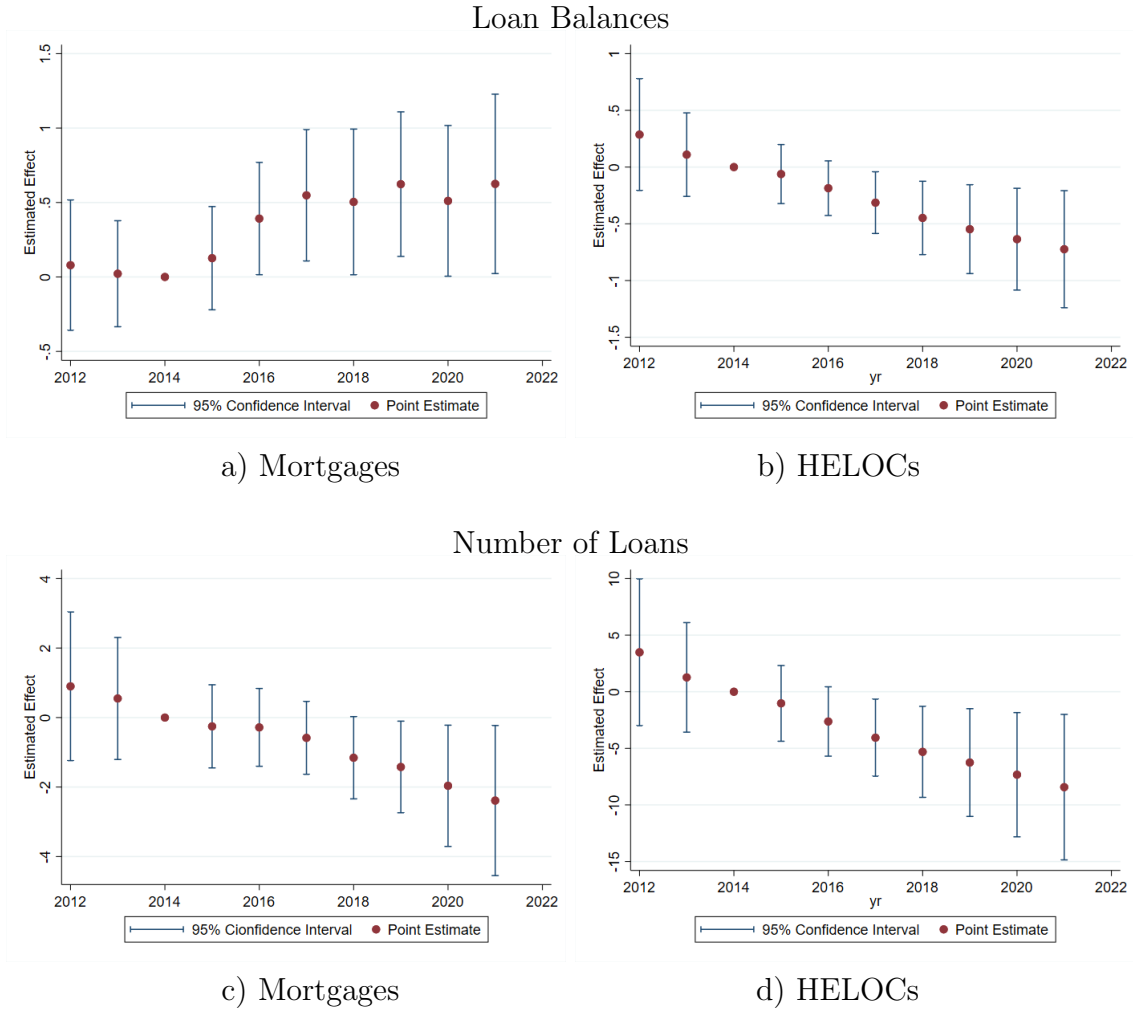 Loan Balances
Estimated Effect
1.5
1
.5
0
-.5
2012 2014 2016 2018 2020 2022
95% Confidence Interval Point Estimate
a) Mortgages
Estimated Effect
1
.5
0
-.5
-1
-1.5
2012 2014 2016 2018 2020 2022
yr
95% Confidence Interval Point Estimate
b) HELOCs
Number of Loans
Estimated Effect
4
2
0
-2
-4
2012 2014 2016 2018 2020 2022
95% Cionfidence Interval Point Estimate
c) Mortgages
Estimated Effect
10
5
0
-5
-10
-15
2012 2014 2016 2018 2020 2022
yr
95% Confidence Interval Point Estimate
d) HELOCs